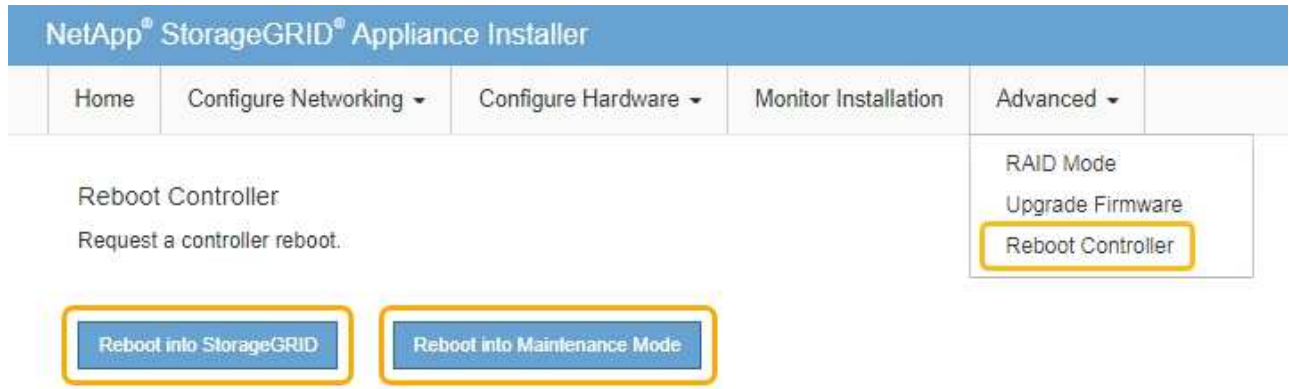 NetApp® StorageGRID® Appliance Installer
Home Configure Networking Configure Hardware Monitor Installation Advanced
RAID Mode
Upgrade Firmware
Reboot Controller
Reboot Controller
Request a controller reboot.
Reboot into StorageGRID Reboot into Maintenance Mode